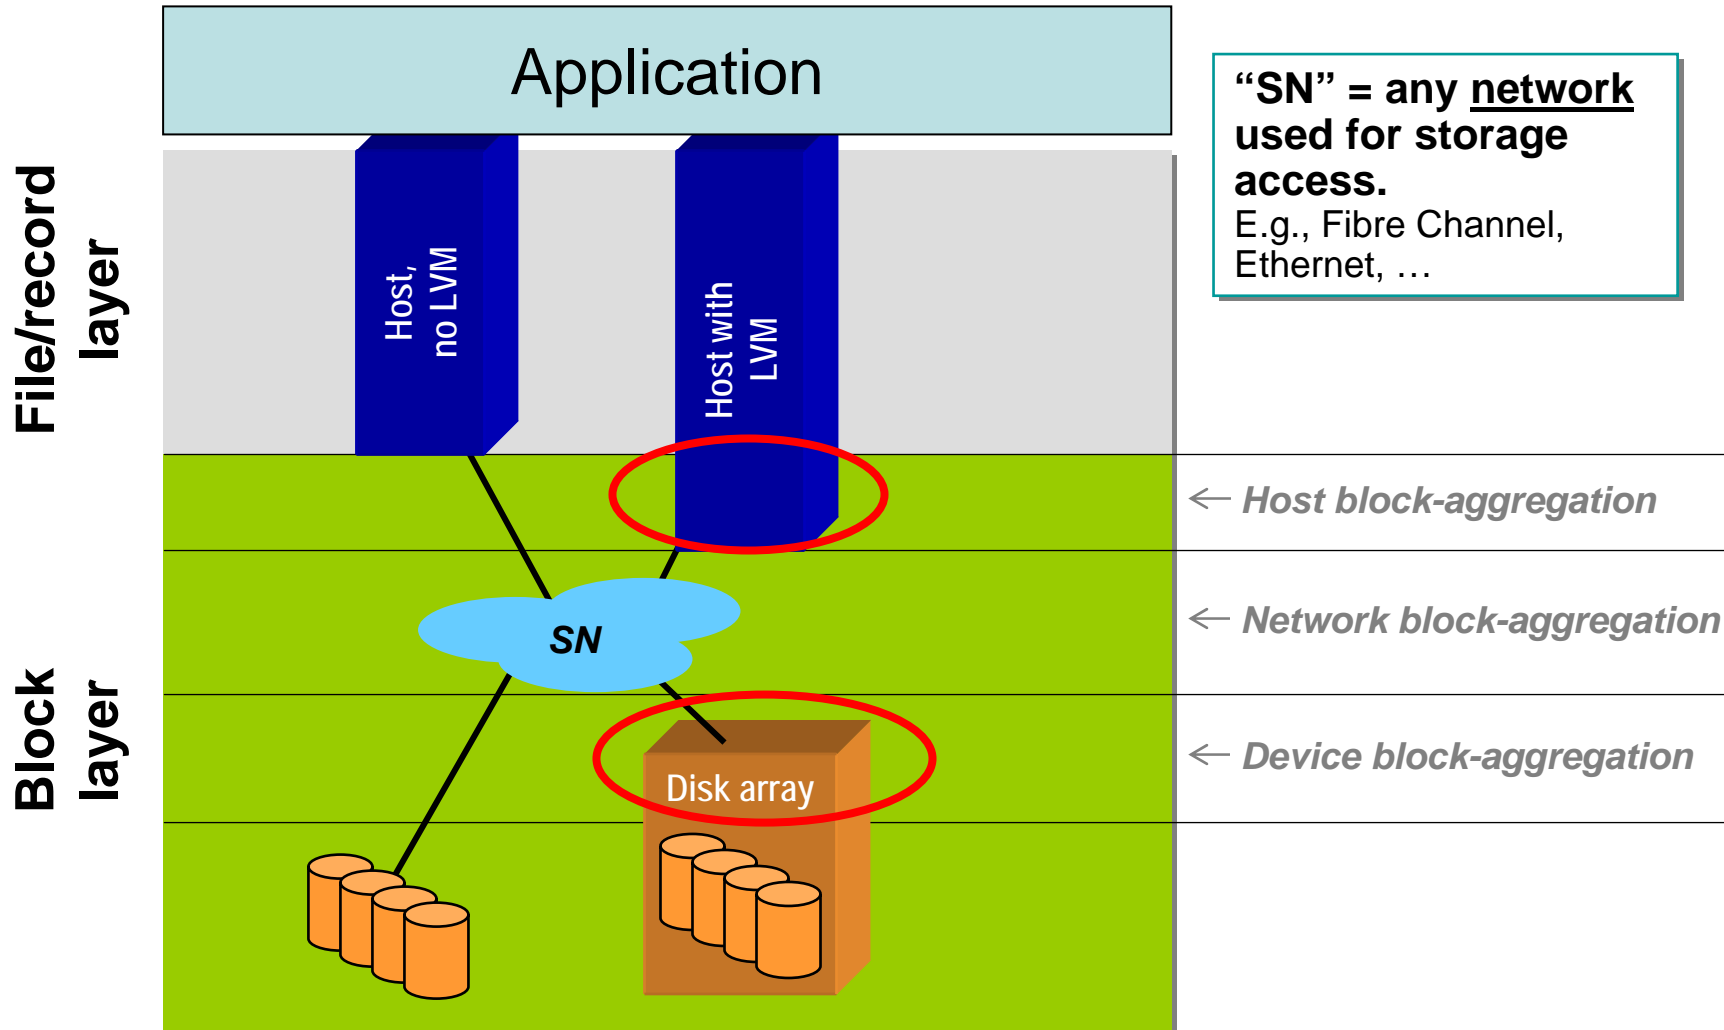 Application
“SN” = any network
used for storage
access.
E.g., Fibre Channel,
Ethernet, …
File/record
layer
Host,
no LVM
Host with
LVM
Host block-aggregation
Network block-aggregation
SN
Block
layer
Device block-aggregation
Disk array